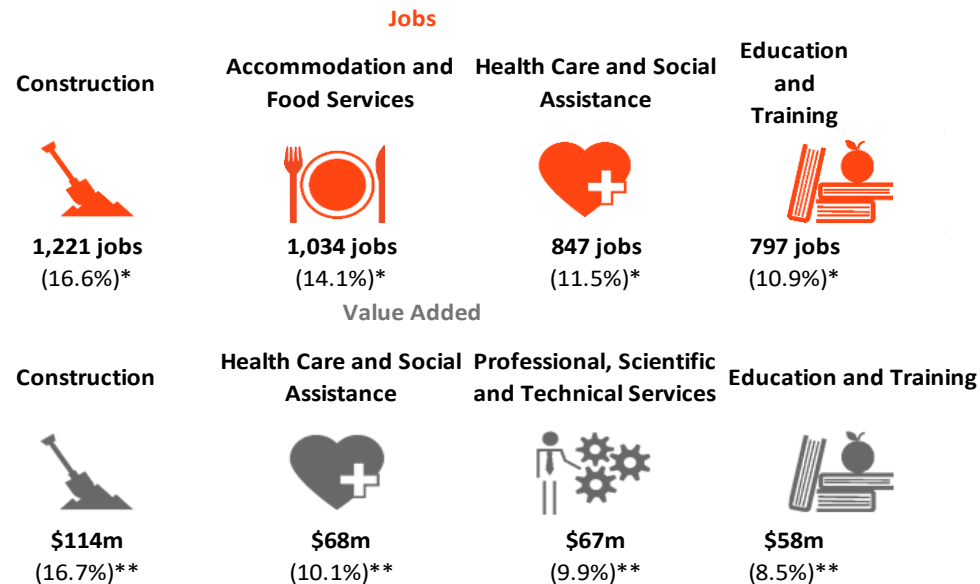 Jobs
Construction
Accommodation and
Food Services
Health Care and Social
Assistance
Education
and
Training
1,221 jobs
(16.6%)*
1,034 jobs
(14.1%)*
847 jobs
(11.5%)*
797 jobs
(10.9%)*
Value Added
Construction
Health Care and Social
Assistance
Professional, Scientific
and Technical Services
Education and Training
$114m
(16.7%)**
$68m
(10.1%)**
$67m
(9.9%)**
$58m
(8.5%)**